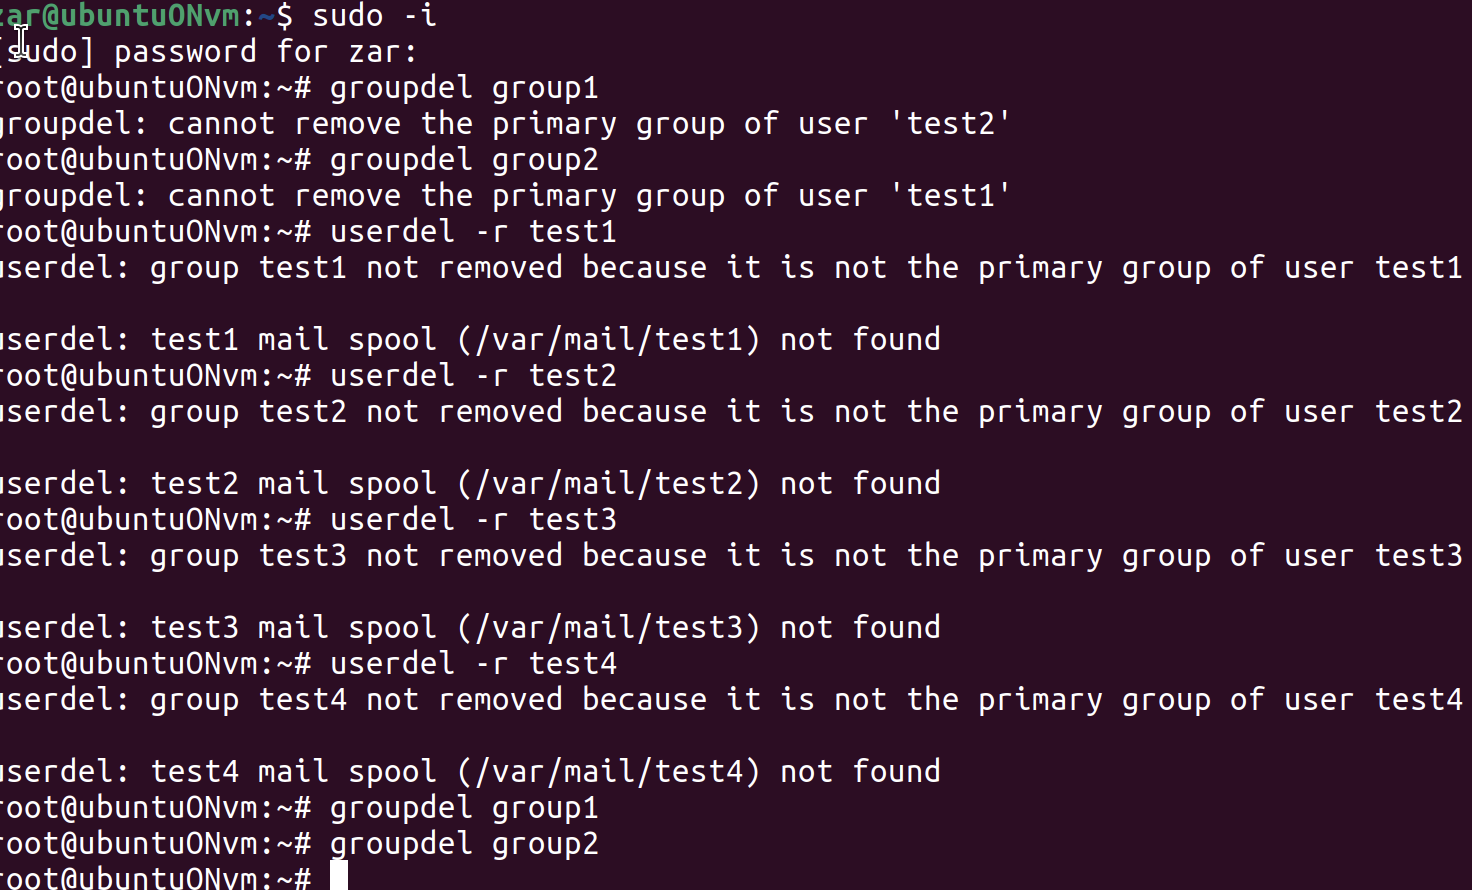 zar@ubuntuONvm:~$ sudo -i
[sudo] password for zar:
root@ubuntuONvm:~# groupdel group1
groupdel: cannot remove the primary group of user 'test2'
root@ubuntuONvm:~# groupdel group2
groupdel: cannot remove the primary group of user 'test1'
root@ubuntuONvm:~# userdel -r test1
userdel: group test1 not removed because it is not the primary group of user test1
userdel: test1 mail spool (/var/mail/test1) not found
root@ubuntuONvm:~# userdel -r test2
userdel: group test2 not removed because it is not the primary group of user test2
userdel: test2 mail spool (/var/mail/test2) not found
root@ubuntuONvm:~# userdel -r test3
userdel: group test3 not removed because it is not the primary group of user test3
userdel: test3 mail spool (/var/mail/test3) not found
root@ubuntuONvm:~# userdel -r test4
userdel: group test4 not removed because it is not the primary group of user test4
userdel: test4 mail spool (/var/mail/test4) not found
root@ubuntuONvm:~# groupdel group1
root@ubuntuONvm:~# groupdel group2
root@ubuntuONvm:~#